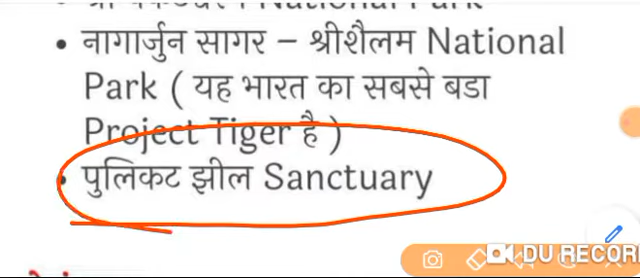 • नागार्जुन सागर – श्रीशैलम National
Park ( यह भारत का सबसे बडा
Project Tiger है )
• पुलिकट झील Sanctuary
DU RECOR